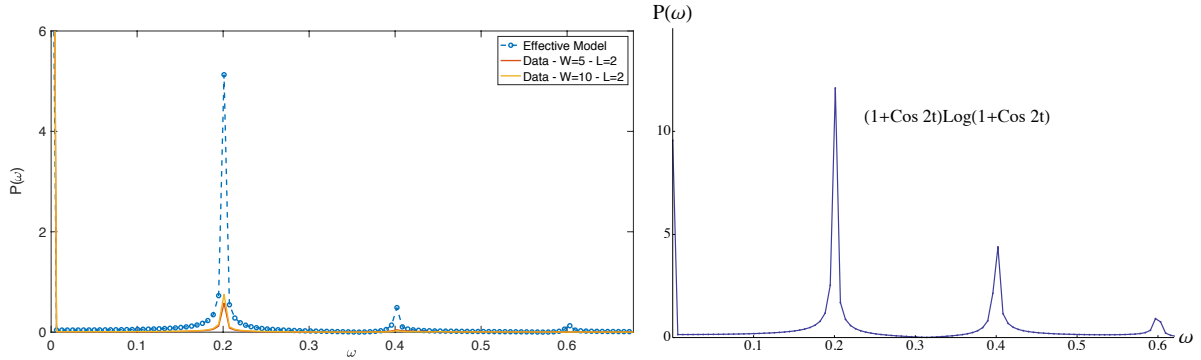 6
4
2
0
P(ω)
0
0.1
0.2
0.3
0.4
0.5
0.6
ω
Effective Model
Data - W=5 - L=2
Data - W=10 - L=2
P(ω)
10
5
0
(1+Cos 2t)Log(1+Cos 2t)
0.1
0.2
0.3
0.4
0.5
0.6
ω